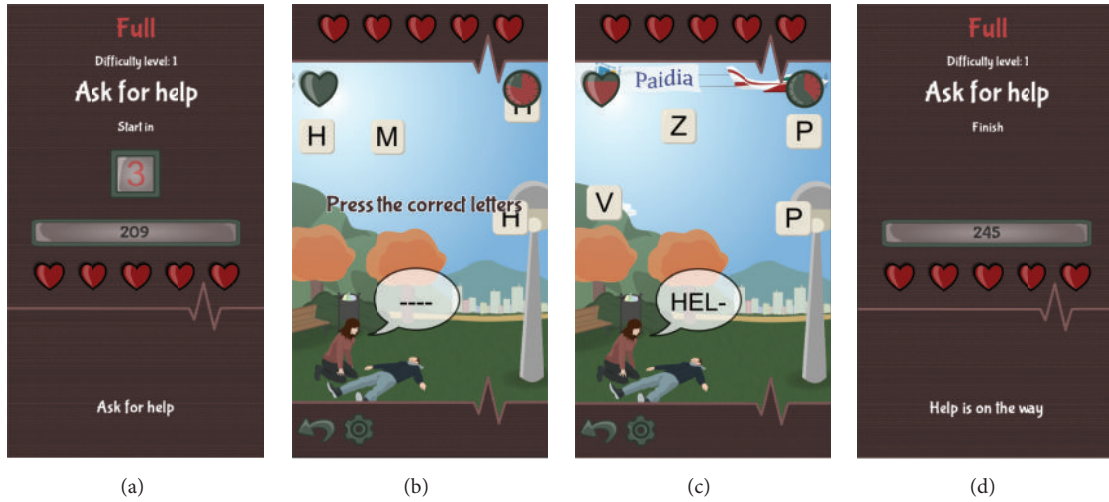 Full
Difficulty level: 1
Ask for help
Start in
3
209
Ask for help
(a)
H
H
M
Press the correct letters
H
----
(b)
Paidia
Z
P
V
P
HEL-
(c)
Full
Difficulty level: 1
Ask for help
Finish
245
Help is on the way
(d)